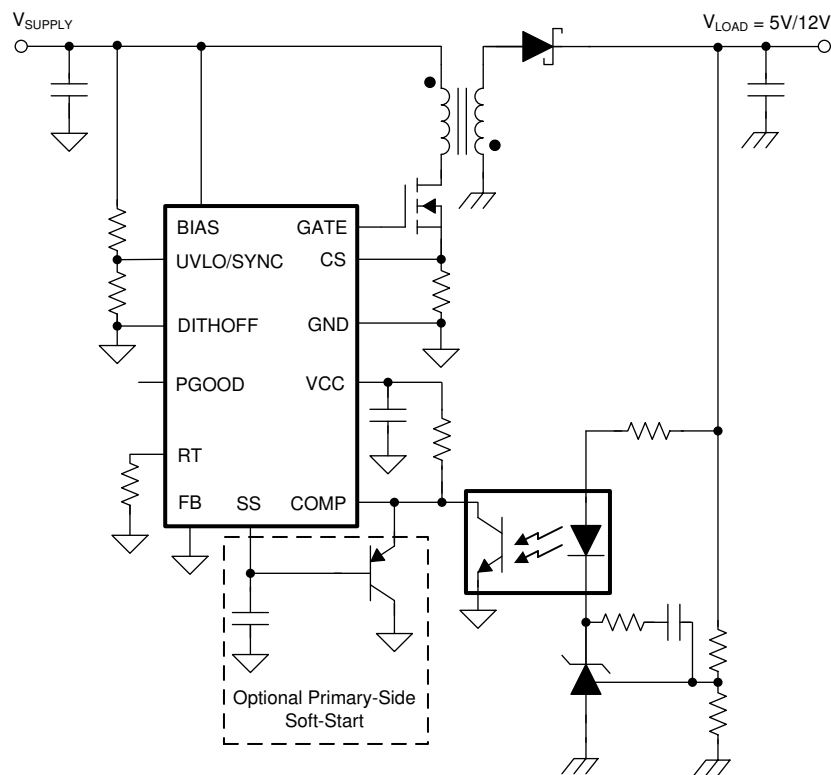 VSUPPLY
VLOAD = 5V/12V
BIAS
GATE
UVLO/SYNC
CS
DITHOFF
GND
PGOOD
VCC
RT
FB
SS
COMP
Optional Primary-Side
Soft-Start